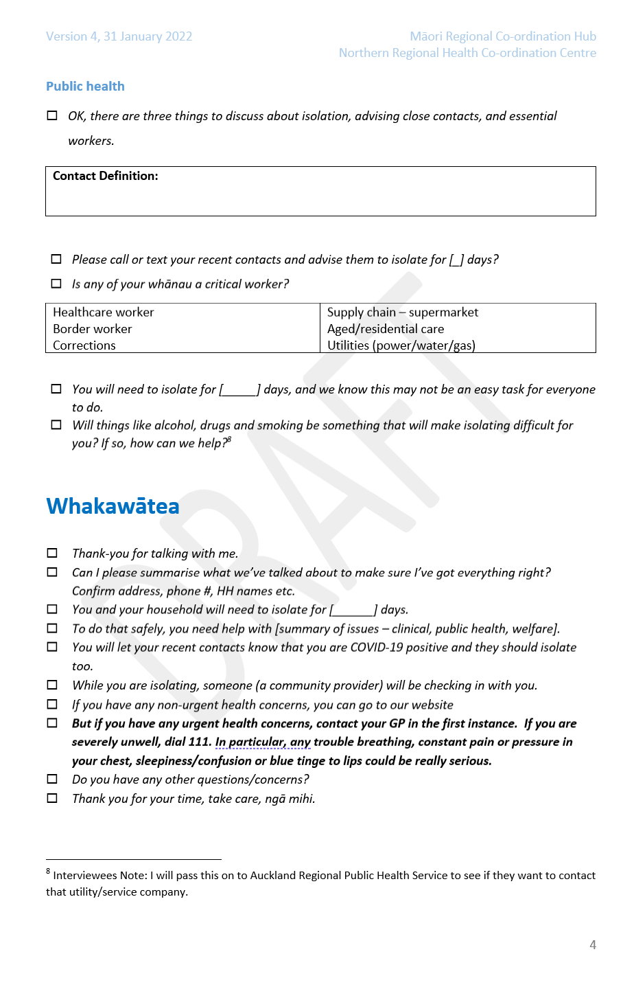 Version 4, 31 January 2022
Māori Regional Co-ordination Hub
Northern Regional Health Co-ordination Centre
Public health
☐ OK, there are three things to discuss about isolation, advising close contacts, and essential
workers.
Contact Definition:
☐ Please call or text your recent contacts and advise them to isolate for [_] days?
☐ Is any of your whānau a critical worker?
Healthcare worker
Border worker
Corrections
Supply chain – supermarket
Aged/residential care
Utilities (power/water/gas)
☐ You will need to isolate for [_____] days, and we know this may not be an easy task for everyone
to do.
☐ Will things like alcohol, drugs and smoking be something that will make isolating difficult for
you? If so, how can we help?⁸
DRAFT
Whakawātea
☐ Thank-you for talking with me.
☐ Can I please summarise what we’ve talked about to make sure I’ve got everything right?
Confirm address, phone #, HH names etc.
☐ You and your household will need to isolate for [______] days.
☐ To do that safely, you need help with [summary of issues – clinical, public health, welfare].
☐ You will let your recent contacts know that you are COVID-19 positive and they should isolate
too.
☐ While you are isolating, someone (a community provider) will be checking in with you.
☐ If you have any non-urgent health concerns, you can go to our website
☐ But if you have any urgent health concerns, contact your GP in the first instance.  If you are
severely unwell, dial 111. In particular, any trouble breathing, constant pain or pressure in
your chest, sleepiness/confusion or blue tinge to lips could be really serious.
☐ Do you have any other questions/concerns?
☐ Thank you for your time, take care, ngā mihi.
⁸ Interviewees Note: I will pass this on to Auckland Regional Public Health Service to see if they want to contact
that utility/service company.
4